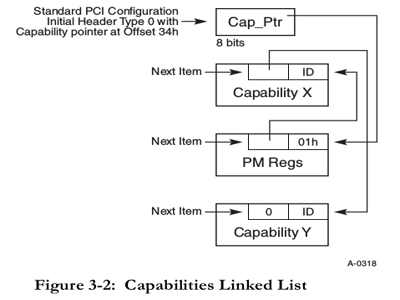 Standard PCI Configuration
Initial Header Type 0 with
Capability pointer at Offset 34h
Cap_Ptr
8 bits
Next Item
ID
Capability X
Next Item
01h
PM Regs
Next Item
0
ID
Capability Y
A-0318
Figure 3-2: Capabilities Linked List